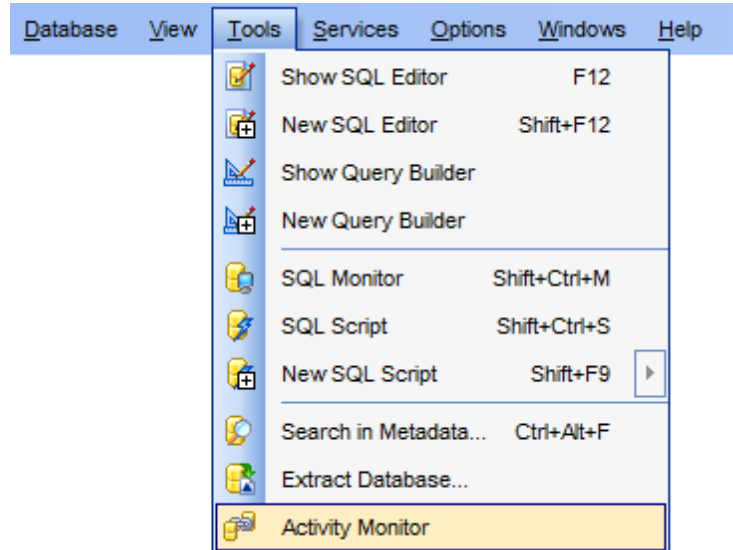 Database View Tools Services Options Windows Help
Show SQL Editor F12
New SQL Editor Shift+F12
Show Query Builder
New Query Builder
SQL Monitor Shift+Ctrl+M
SQL Script Shift+Ctrl+S
New SQL Script Shift+F9
Search in Metadata... Ctrl+Alt+F
Extract Database...
Activity Monitor